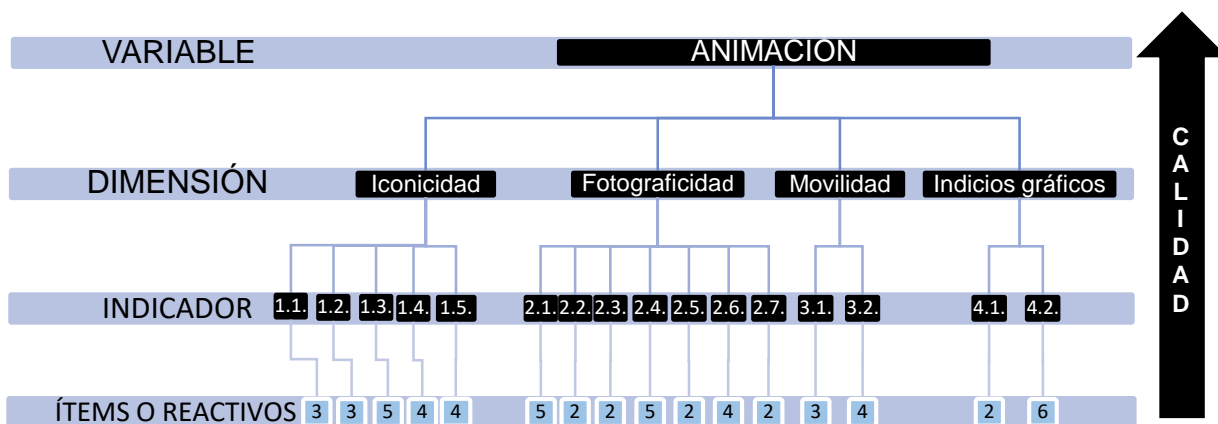 VARIABLE ANIMACIÓN
DIMENSIÓN Iconicidad Fotograficidad Movilidad Indicios gráficos
INDICADOR 1.1. 1.2. 1.3. 1.4. 1.5. 2.1. 2.2. 2.3. 2.4. 2.5. 2.6. 2.7. 3.1. 3.2. 4.1. 4.2.
ÍTEMS O REACTIVOS 3 3 5 4 4 5 2 2 5 2 4 2 3 4 2 6
CALIDAD